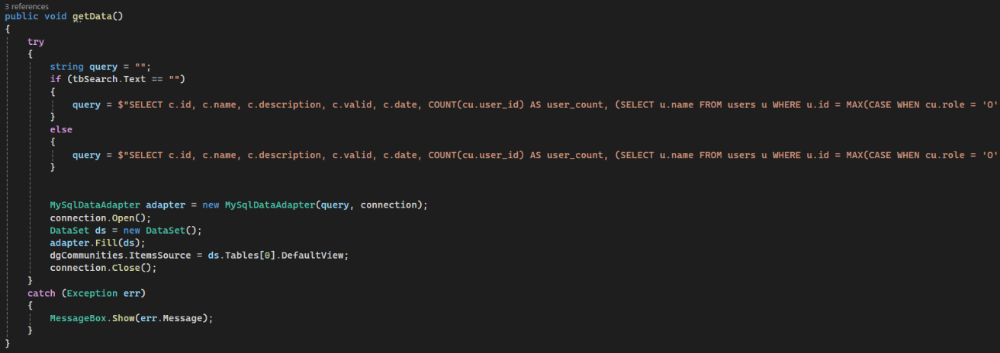 3 references
public void getData()
{
try
{
string query = "";
if (tbSearch.Text == "")
{
query = $"SELECT c.id, c.name, c.description, c.valid, c.date, COUNT(cu.user_id) AS user_count, (SELECT u.name FROM users u WHERE u.id = MAX(CASE WHEN cu.role = 'O'
}
else
{
query = $"SELECT c.id, c.name, c.description, c.valid, c.date, COUNT(cu.user_id) AS user_count, (SELECT u.name FROM users u WHERE u.id = MAX(CASE WHEN cu.role = 'O'
}
MySqlDataAdapter adapter = new MySqlDataAdapter(query, connection);
connection.Open();
DataSet ds = new DataSet();
adapter.Fill(ds);
dgCommunities.ItemsSource = ds.Tables[0].DefaultView;
connection.Close();
}
catch (Exception err)
{
MessageBox.Show(err.Message);
}
}